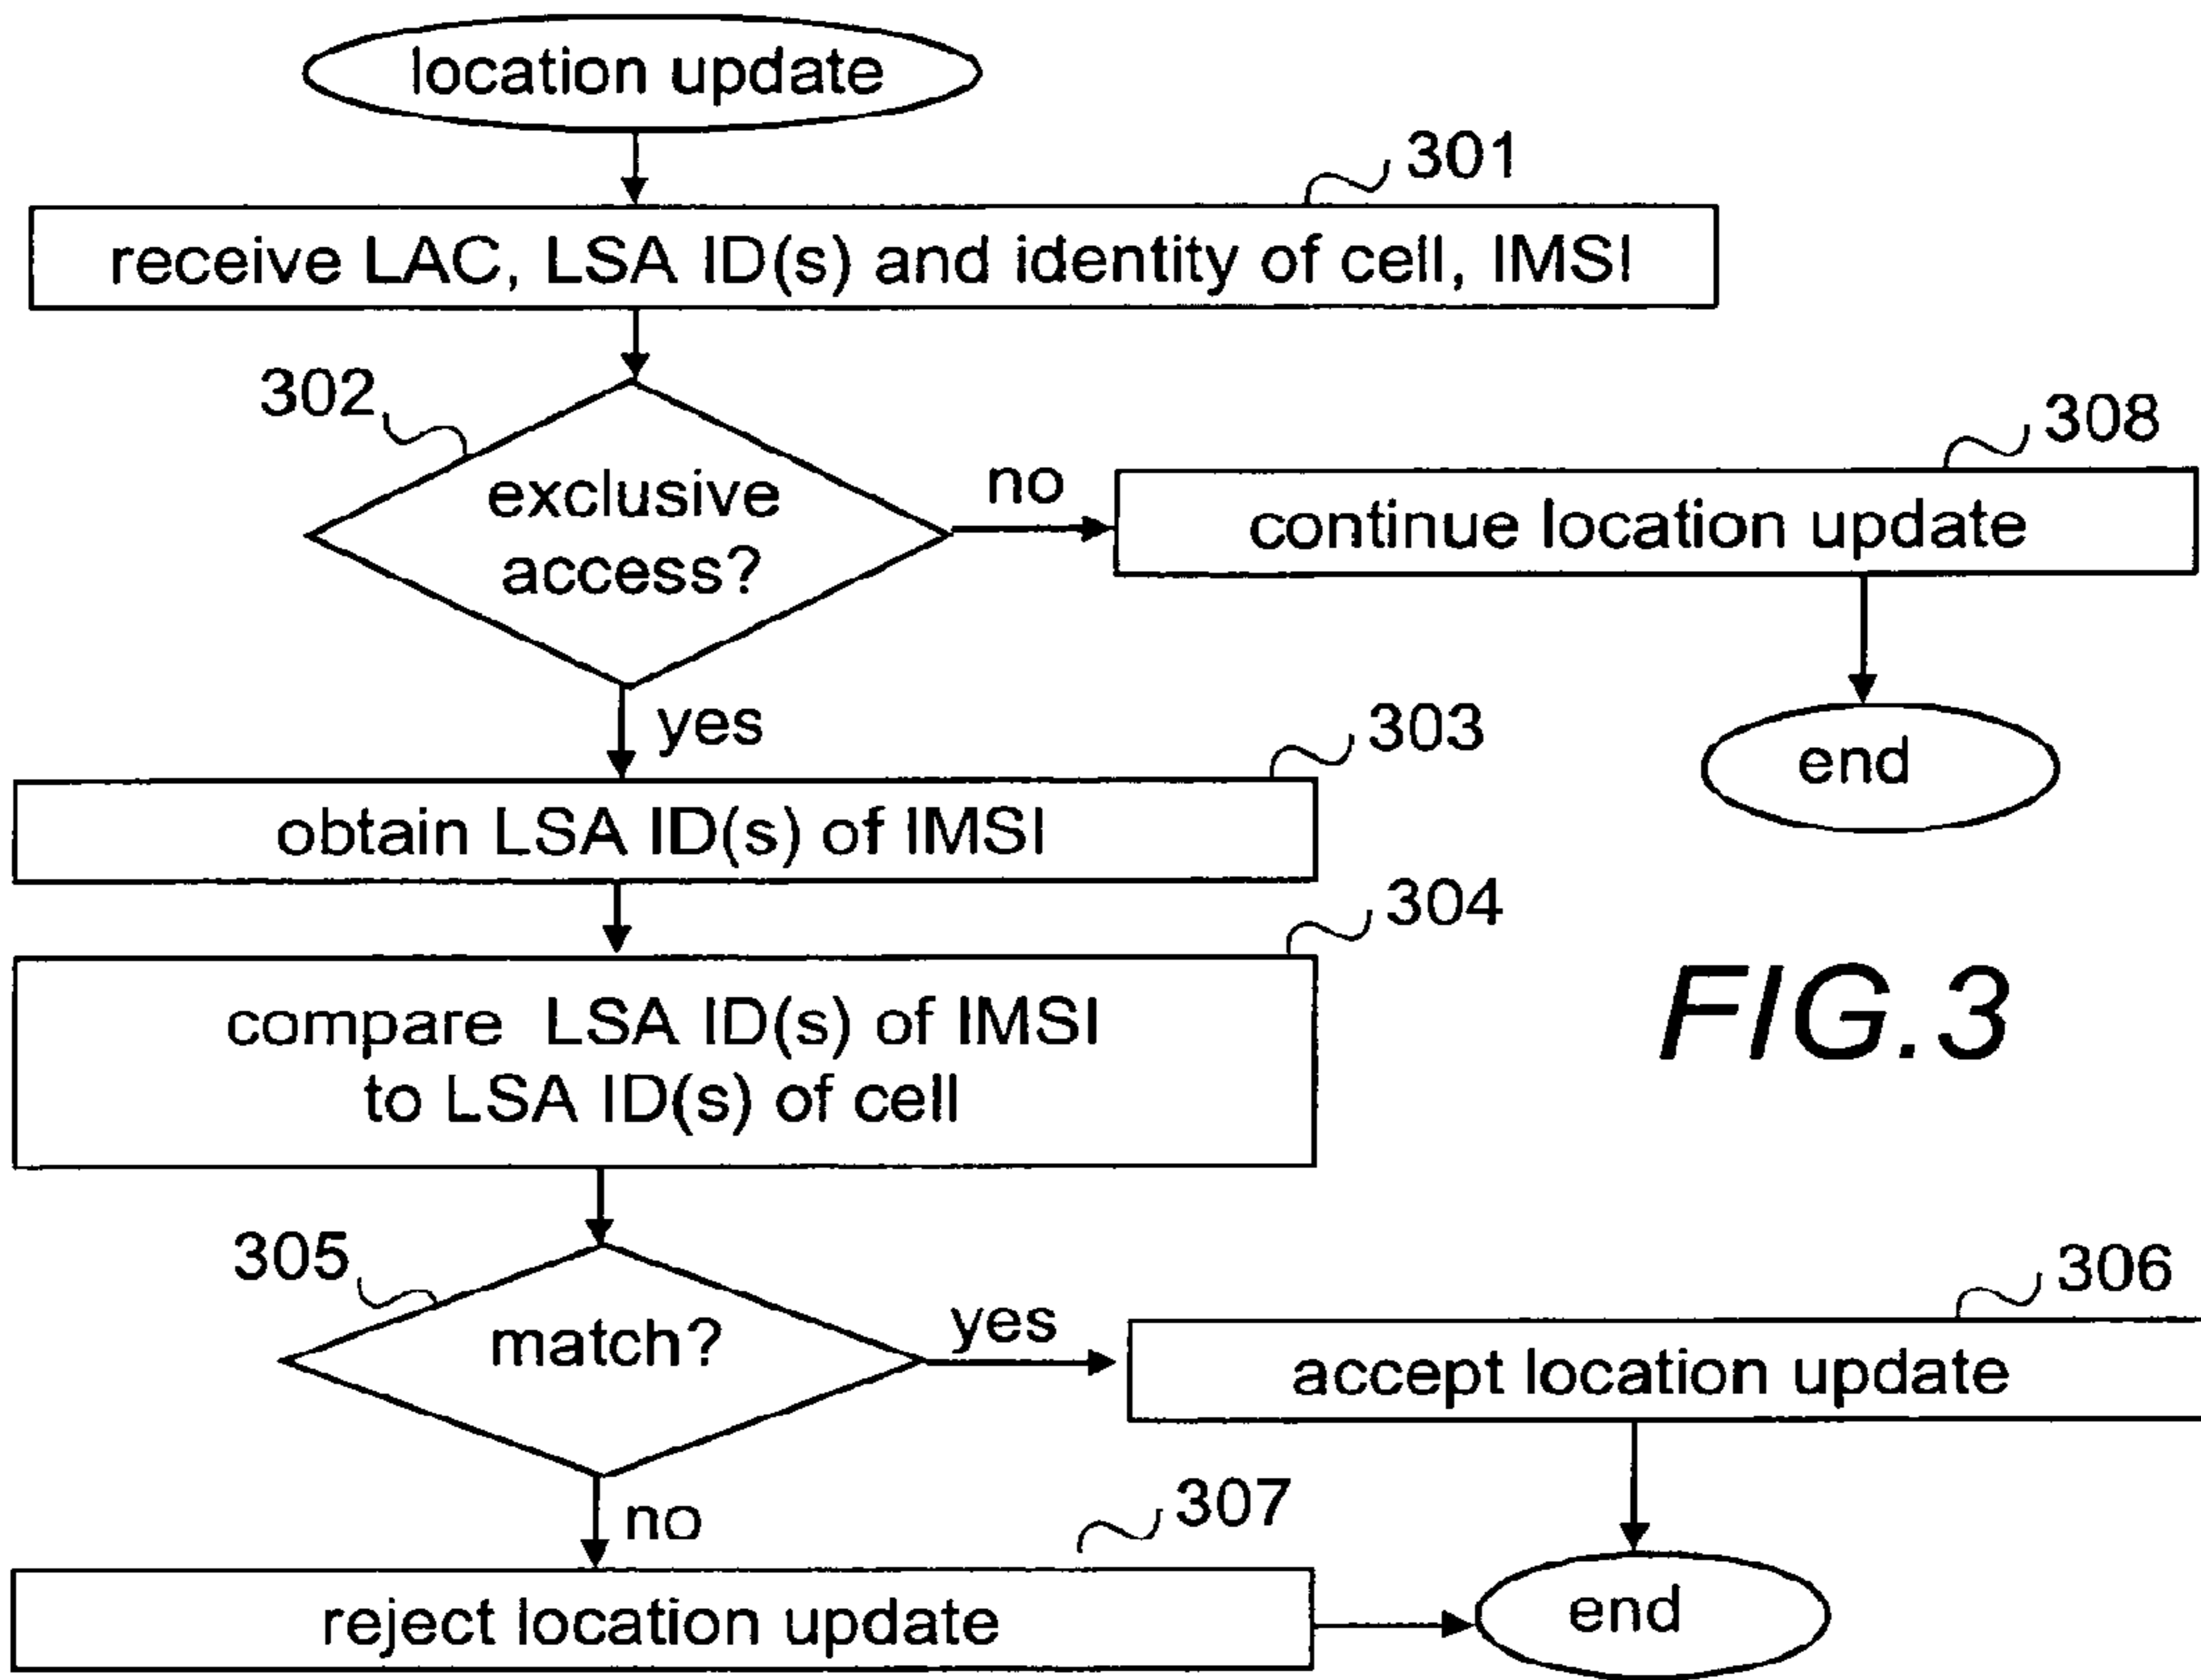 location update
301
receive LAC, LSA ID(s) and identity of cell, IMSI
302
exclusive
access?
no
308
continue location update
end
yes
303
obtain LSA ID(s) of IMSI
304
compare LSA ID(s) of IMSI
to LSA ID(s) of cell
FIG.3
305
match?
yes
306
accept location update
no
307
reject location update
end